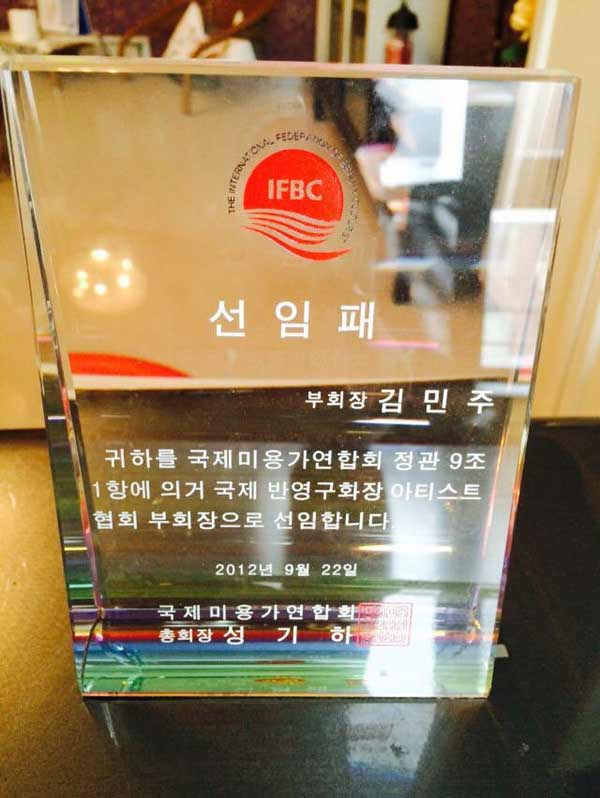 THE INTERNATIONAL FEDERATION OF
IFBC
선 임 패
부회장 김 민 주
귀하를 국제미용가연합회 정관 9조
1항에 의거 국제 반영구화장 아티스트
협회 부회장으로 선임합니다.
2012년 9월 22일
국제미용가연합회
총회장 성 기 하